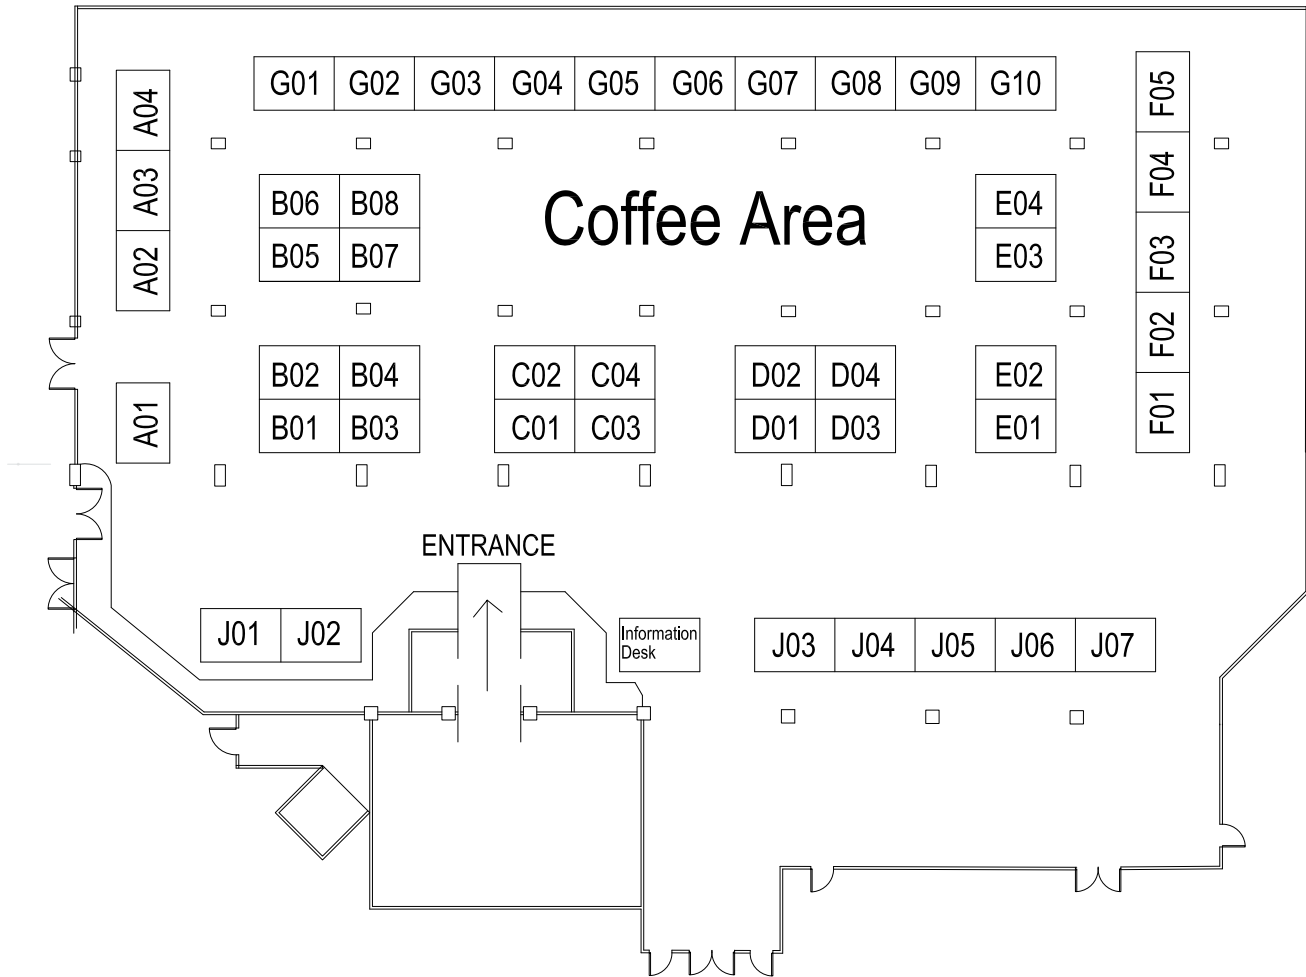 G01 G02 G03 G04 G05 G06 G07 G08 G09 G10
A04
A03
A02
A01
F05
F04
F03
F02
F01
B06 B08
B05 B07
Coffee Area
E04
E03
B02 B04
B01 B03
C02 C04
C01 C03
D02 D04
D01 D03
E02
E01
ENTRANCE
J01 J02
Information
Desk
J03 J04 J05 J06 J07